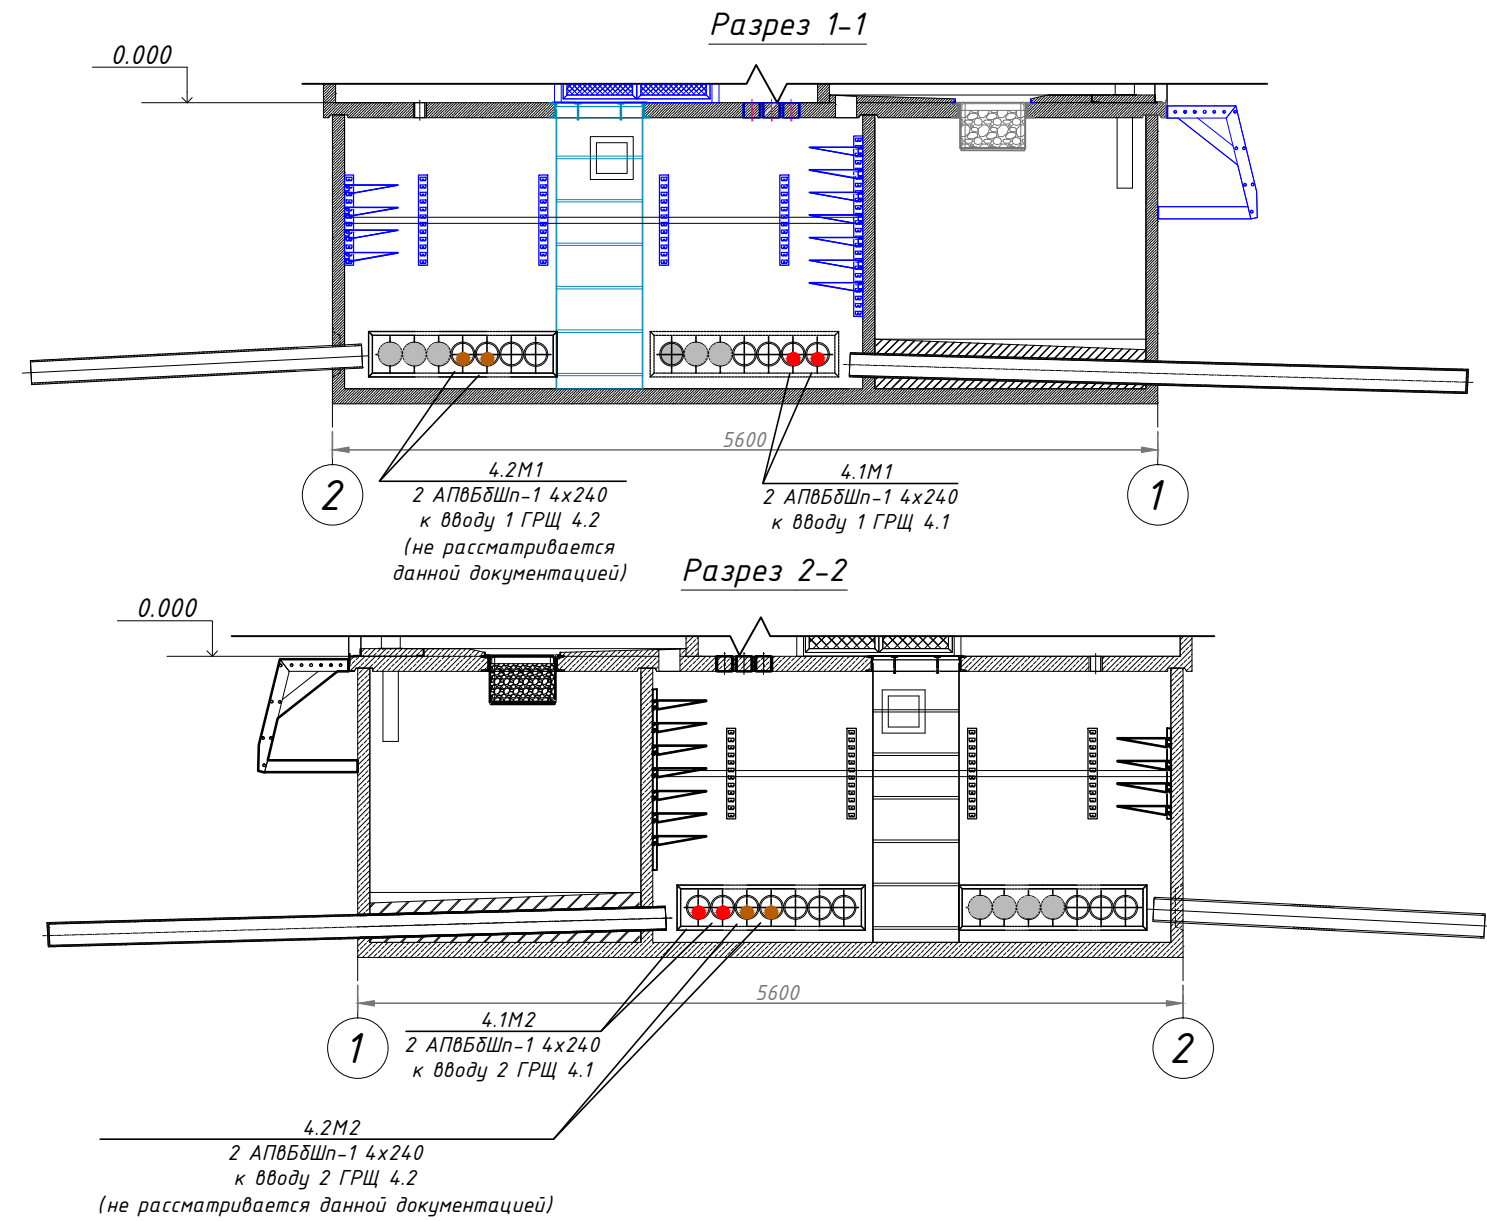 Разрез 1-1
0.000
5600
2
1
4.2М1
2 АПвБбШп-1 4х240
к вводу 1 ГРЩ 4.2
(не рассматривается
данной документацией)
4.1М1
2 АПвБбШп-1 4х240
к вводу 1 ГРЩ 4.1
Разрез 2-2
0.000
5600
1
2
4.1М2
2 АПвБбШп-1 4х240
к вводу 2 ГРЩ 4.1
4.2М2
2 АПвБбШп-1 4х240
к вводу 2 ГРЩ 4.2
(не рассматривается данной документацией)